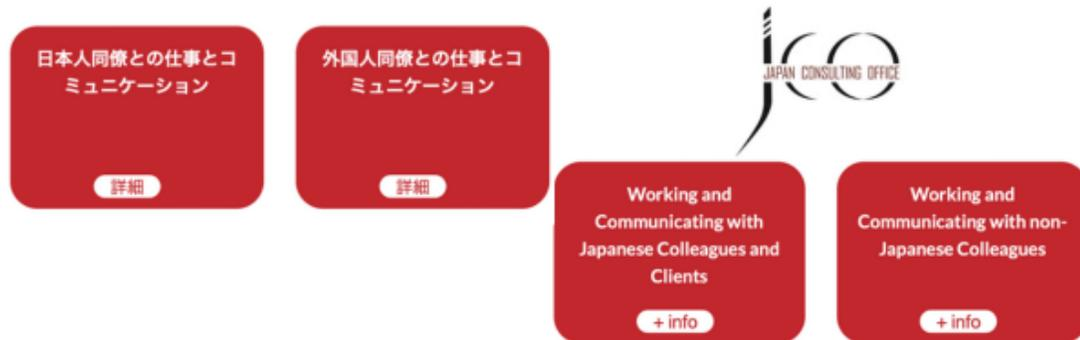 日本人同僚との仕事とコ
ミュニケーション
詳細
外国人同僚との仕事とコ
ミュニケーション
詳細
jco
JAPAN CONSULTING OFFICE
Working and
Communicating with
Japanese Colleagues and
Clients
+ info
Working and
Communicating with non-
Japanese Colleagues
+ info